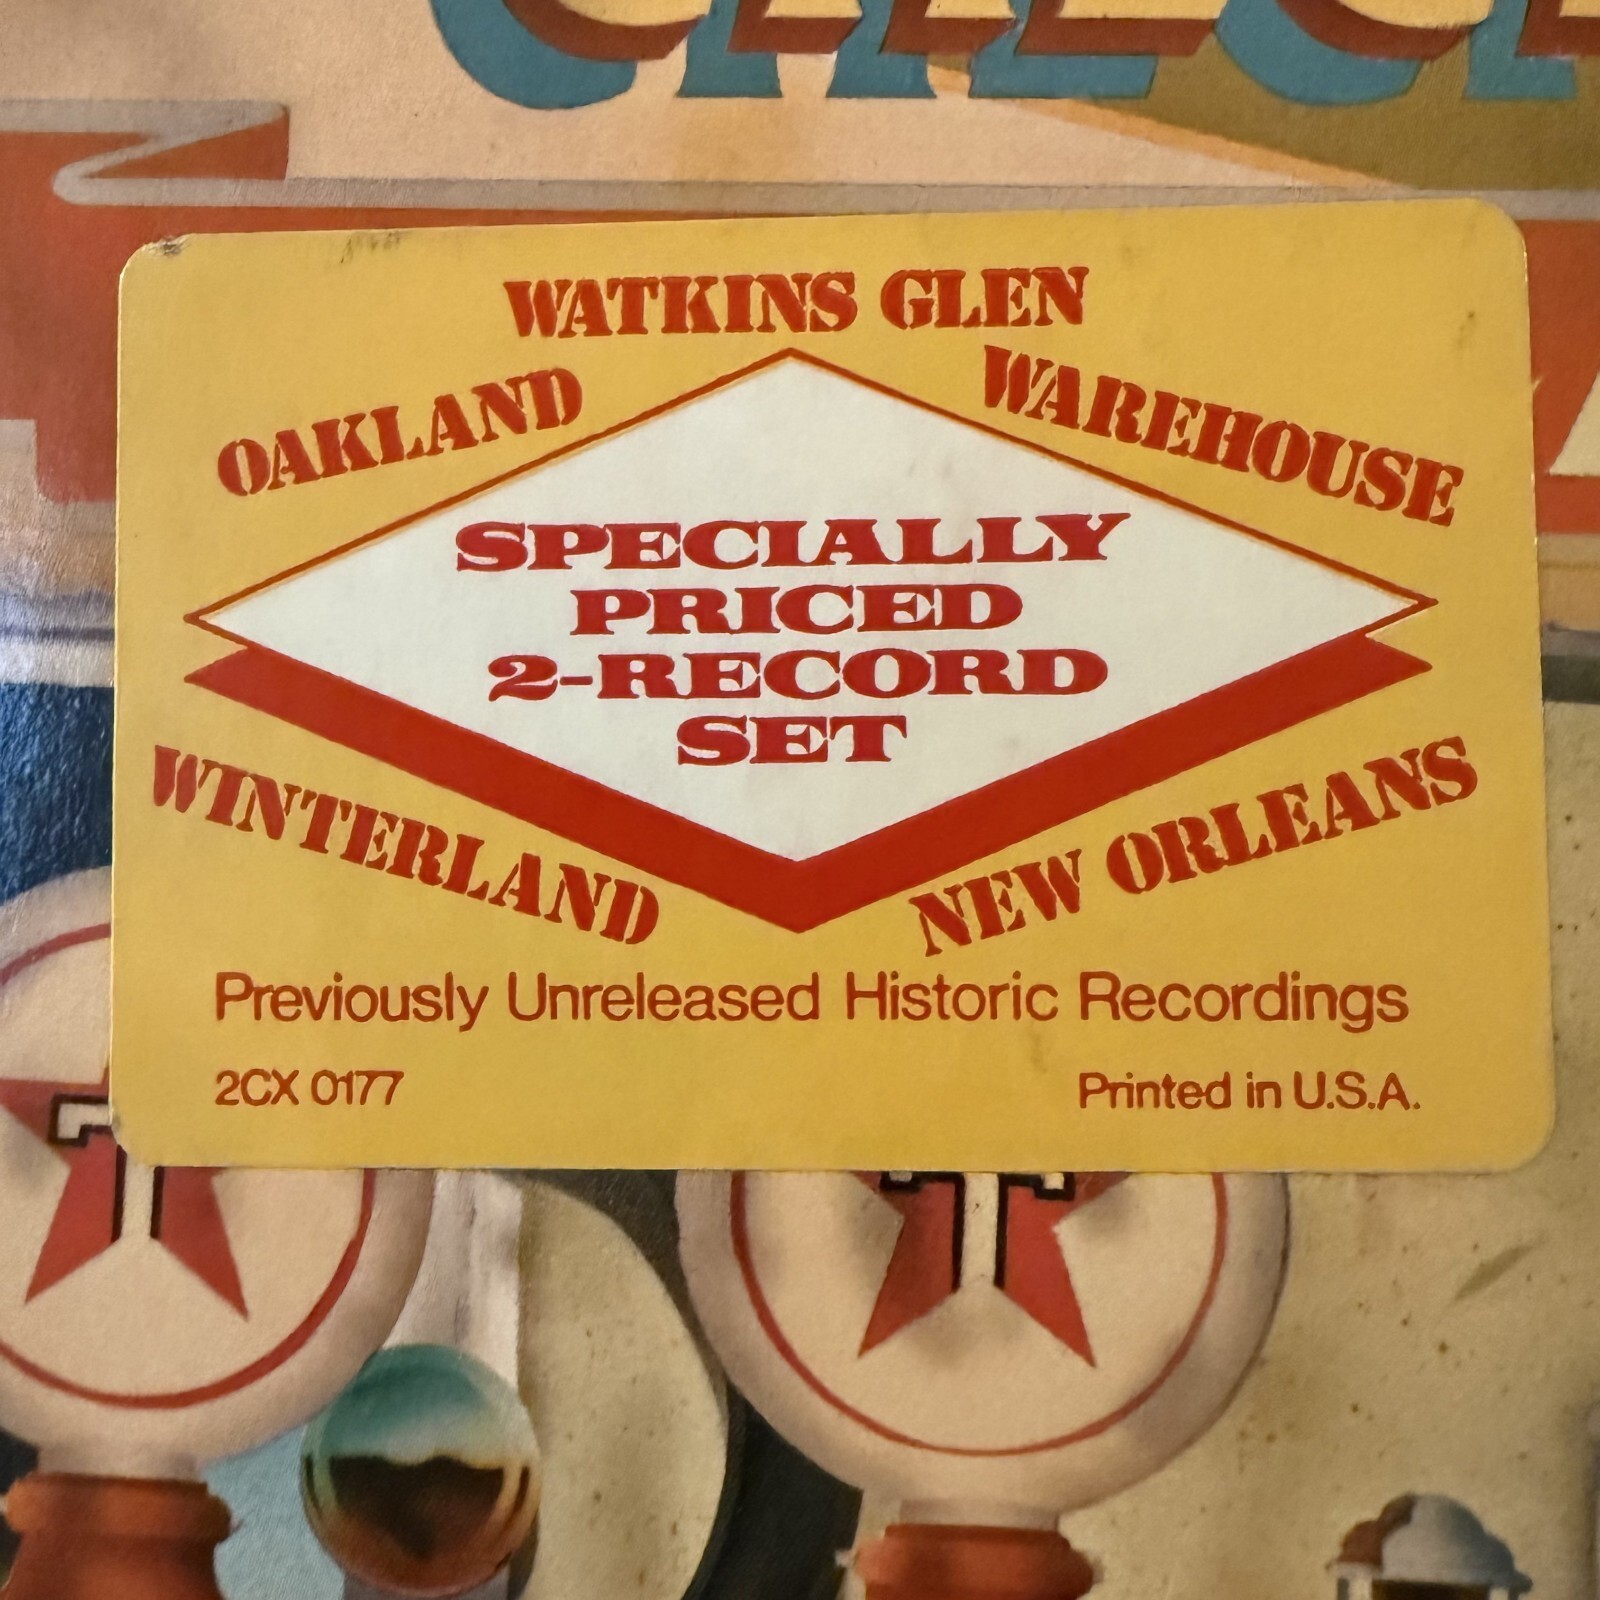 WATKINS GLEN
OAKLAND
WAREHOUSE
SPECIALLY
PRICED
2-RECORD
SET
WINTERLAND
NEW ORLEANS
Previously Unreleased Historic Recordings
2CX 0177
Printed in U.S.A.
T
T